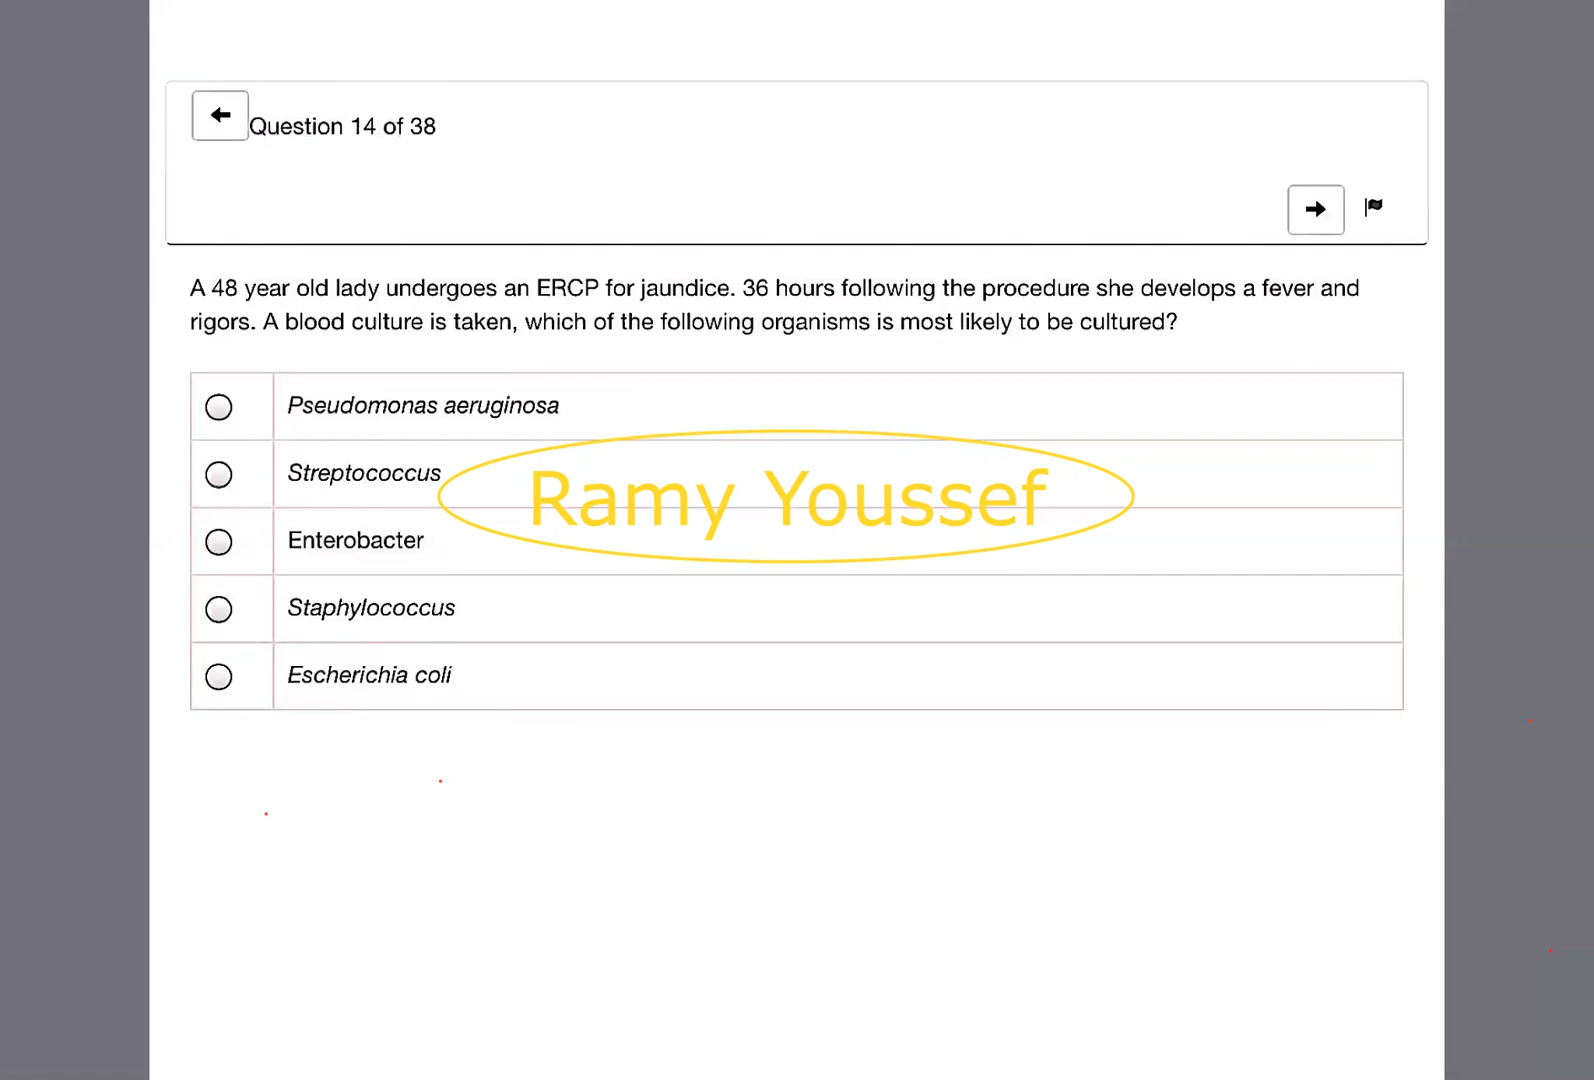 Question 14 of 38
A 48 year old lady undergoes an ERCP for jaundice. 36 hours following the procedure she develops a fever and
rigors. A blood culture is taken, which of the following organisms is most likely to be cultured?
Pseudomonas aeruginosa
Streptococcus
Ramy Youssef
Enterobacter
Staphylococcus
Escherichia coli